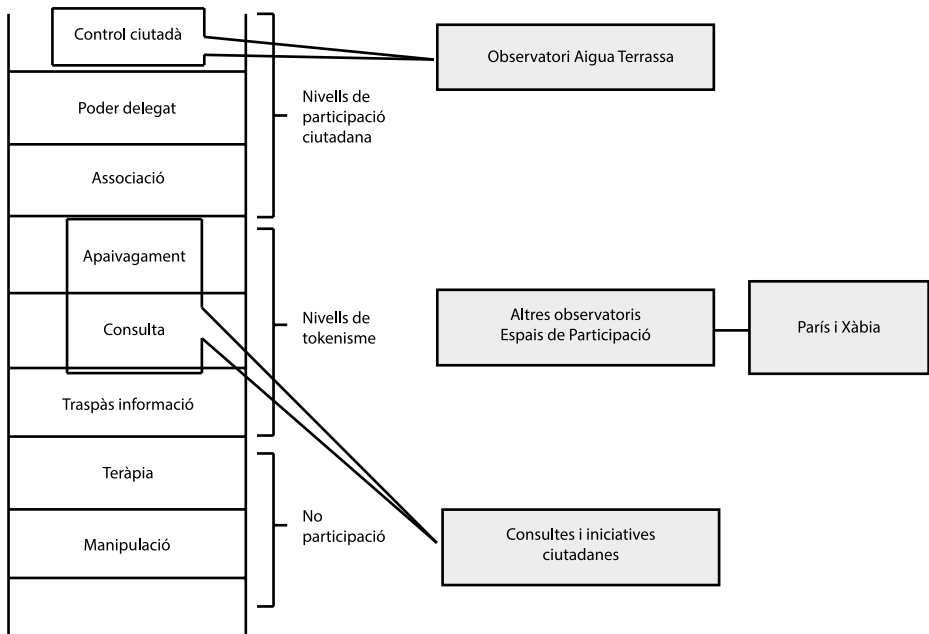 Control ciutadà
Poder delegat
Associació
Apaivagament
Consulta
Traspàs informació
Teràpia
Manipulació
Nivells de
participació
ciutadana
Nivells de
tokenisme
No
participació
Observatori Aigua Terrassa
Altres observatoris
Espais de Participació
París i Xàbia
Consultes i iniciatives
ciutadanes